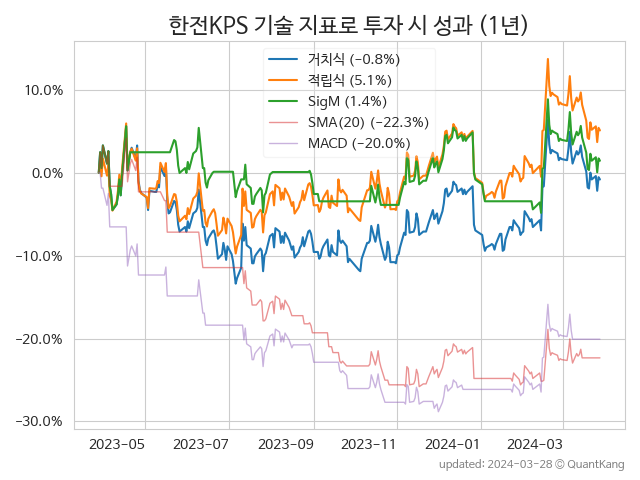 한전KPS 기술 지표로 투자 시 성과 (1년)
거치식 (−0.8%)
적립식 (5.1%)
SigM (1.4%)
SMA(20) (−22.3%)
MACD (−20.0%)
10.0%
0.0%
−10.0%
−20.0%
−30.0%
2023−05 2023−07 2023−09 2023−11 2024−01 2024−03
updated: 2024−03−28 © QuantKang